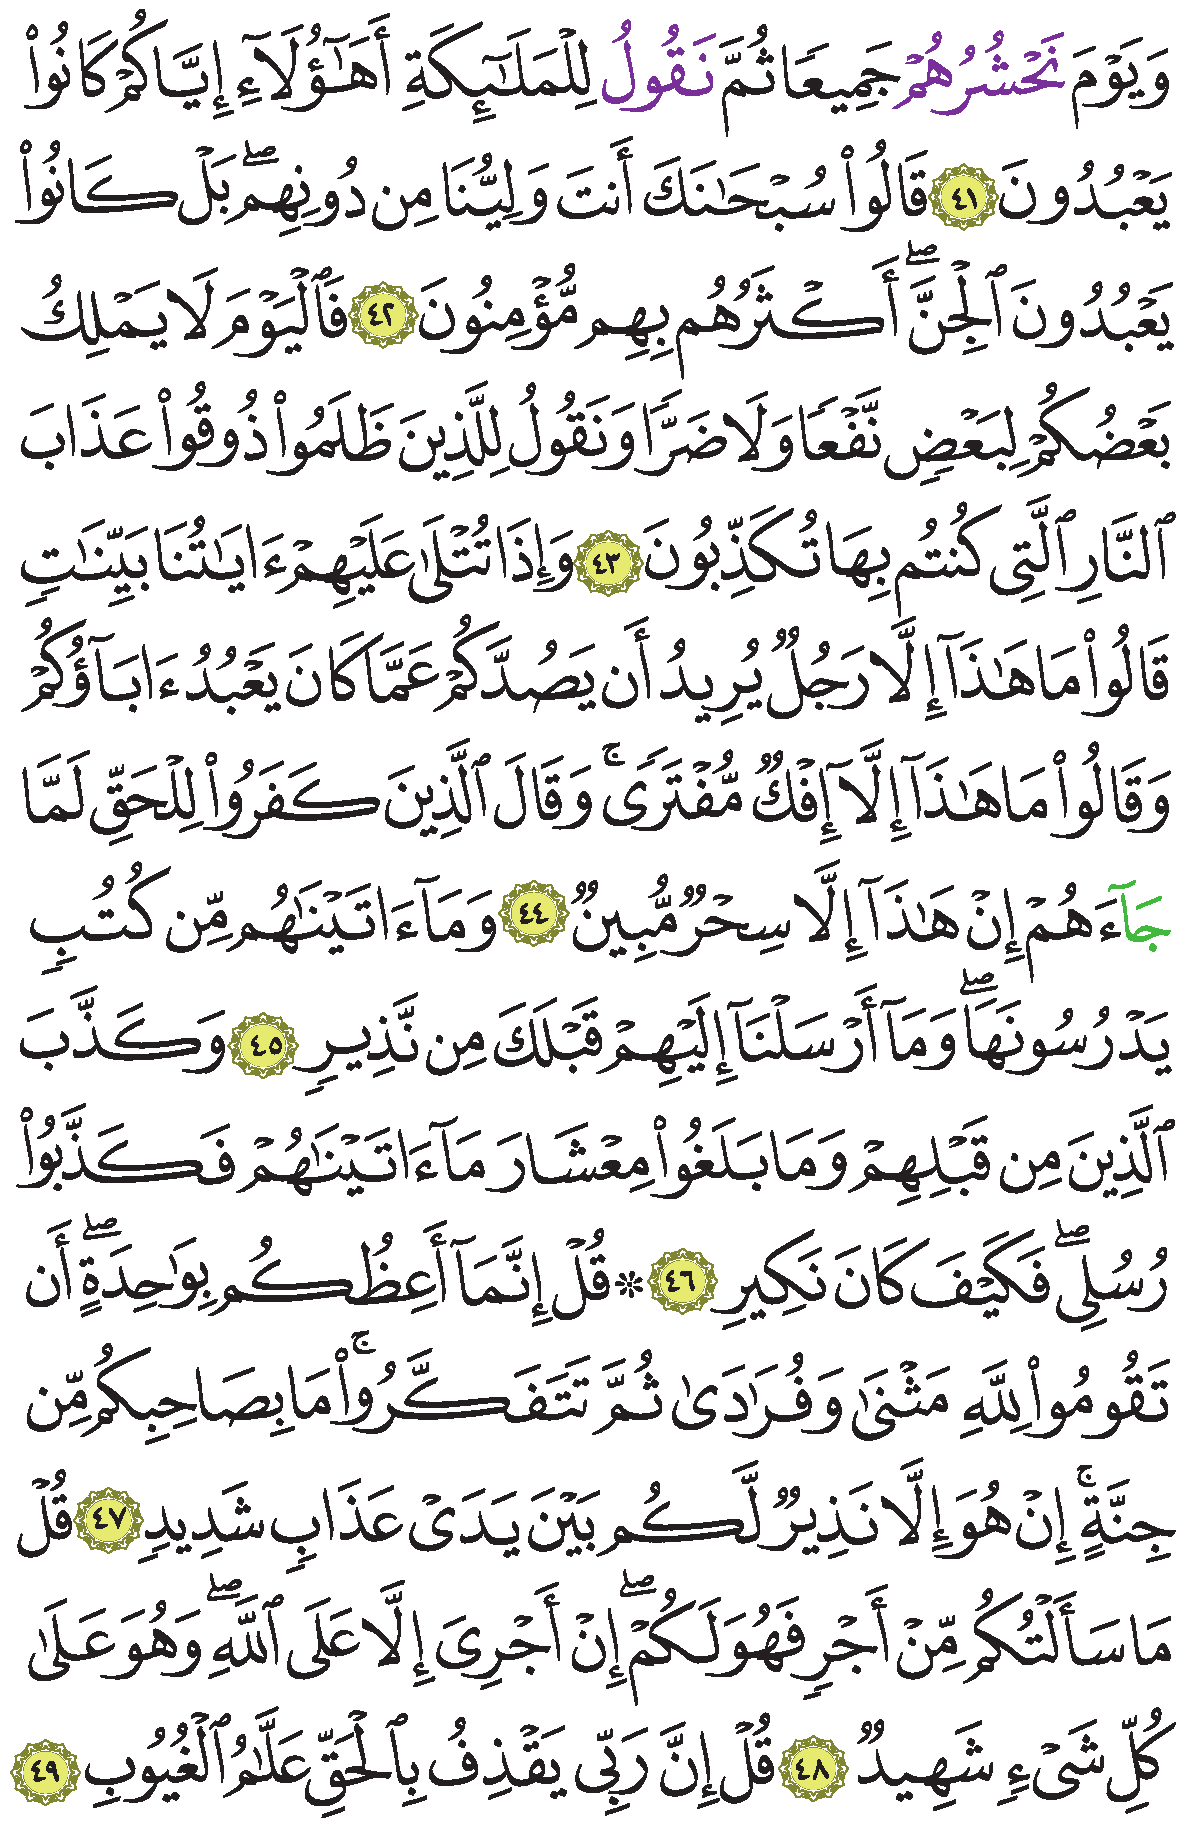 وَيَوْمَ نَحْشُرُهُمْ جَمِيعًا ثُمَّ نَقُولُ لِلْمَلَٰٓئِكَةِ أَهَٰٓؤُلَآءِ إِيَّاكُمْ كَانُوا۟
يَعْبُدُونَ ٤١ قَالُوا۟ سُبْحَٰنَكَ أَنتَ وَلِيُّنَا مِن دُونِهِمۖ بَلْ كَانُوا۟
يَعْبُدُونَ ٱلْجِنَّۖ أَكْثَرُهُم بِهِم مُّؤْمِنُونَ ٤٢ فَٱلْيَوْمَ لَا يَمْلِكُ
بَعْضُكُمْ لِبَعْضٍ نَّفْعًا وَلَا ضَرًّا وَنَقُولُ لِلَّذِينَ ظَلَمُوا۟ ذُوقُوا۟ عَذَابَ
ٱلنَّارِ ٱلَّتِى كُنتُم بِهَا تُكَذِّبُونَ ٤٣ وَإِذَا تُتْلَىٰ عَلَيْهِمْ ءَايَٰتُنَا بَيِّنَٰتٍ
قَالُوا۟ مَا هَٰذَآ إِلَّا رَجُلٌ يُرِيدُ أَن يَصُدَّكُمْ عَمَّا كَانَ يَعْبُدُ ءَابَآؤُكُمْ
وَقَالُوا۟ مَا هَٰذَآ إِلَّآ إِفْكٌ مُّفْتَرًىۚ وَقَالَ ٱلَّذِينَ كَفَرُوا۟ لِلْحَقِّ لَمَّا
جَآءَهُمْ إِنْ هَٰذَآ إِلَّا سِحْرٌ مُّبِينٌ ٤٤ وَمَآ ءَاتَيْنَٰهُم مِّن كُتُبٍ
يَدْرُسُونَهَاۖ وَمَآ أَرْسَلْنَآ إِلَيْهِمْ قَبْلَكَ مِن نَّذِيرٍ ٤٥ وَكَذَّبَ
ٱلَّذِينَ مِن قَبْلِهِمْ وَمَا بَلَغُوا۟ مِعْشَارَ مَآ ءَاتَيْنَٰهُمْ فَكَذَّبُوا۟
رُسُلِىۖ فَكَيْفَ كَانَ نَكِيرِ ٤٦ ۞ قُلْ إِنَّمَآ أَعِظُكُم بِوَٰحِدَةٍۖ أَن
تَقُومُوا۟ لِلَّهِ مَثْنَىٰ وَفُرَٰدَىٰ ثُمَّ تَتَفَكَّرُوا۟ۚ مَا بِصَاحِبِكُم مِّن
جِنَّةٍۚ إِنْ هُوَ إِلَّا نَذِيرٌ لَّكُم بَيْنَ يَدَىْ عَذَابٍ شَدِيدٍ ٤٧ قُلْ
مَا سَأَلْتُكُم مِّنْ أَجْرٍ فَهُوَ لَكُمْۖ إِنْ أَجْرِىَ إِلَّا عَلَى ٱللَّهِۖ وَهُوَ عَلَىٰ
كُلِّ شَىْءٍ شَهِيدٌ ٤٨ قُلْ إِنَّ رَبِّى يَقْذِفُ بِٱلْحَقِّ عَلَّٰمُ ٱلْغُيُوبِ ٤٩